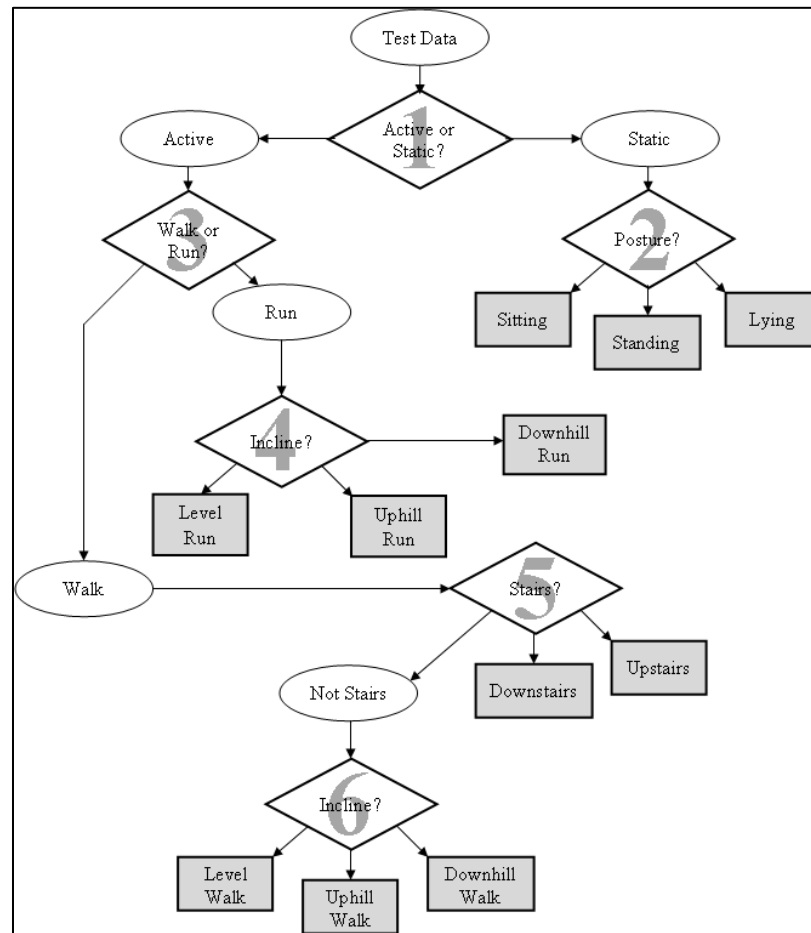 Test Data
Active
1
Active or
Static?
Static
3
Walk or
Run?
2
Posture?
Run
Sitting
Standing
Lying
4
Incline?
Downhill
Run
Level
Run
Uphill
Run
Walk
5
Stairs?
Not Stairs
Downstairs
Upstairs
6
Incline?
Level
Walk
Uphill
Walk
Downhill
Walk